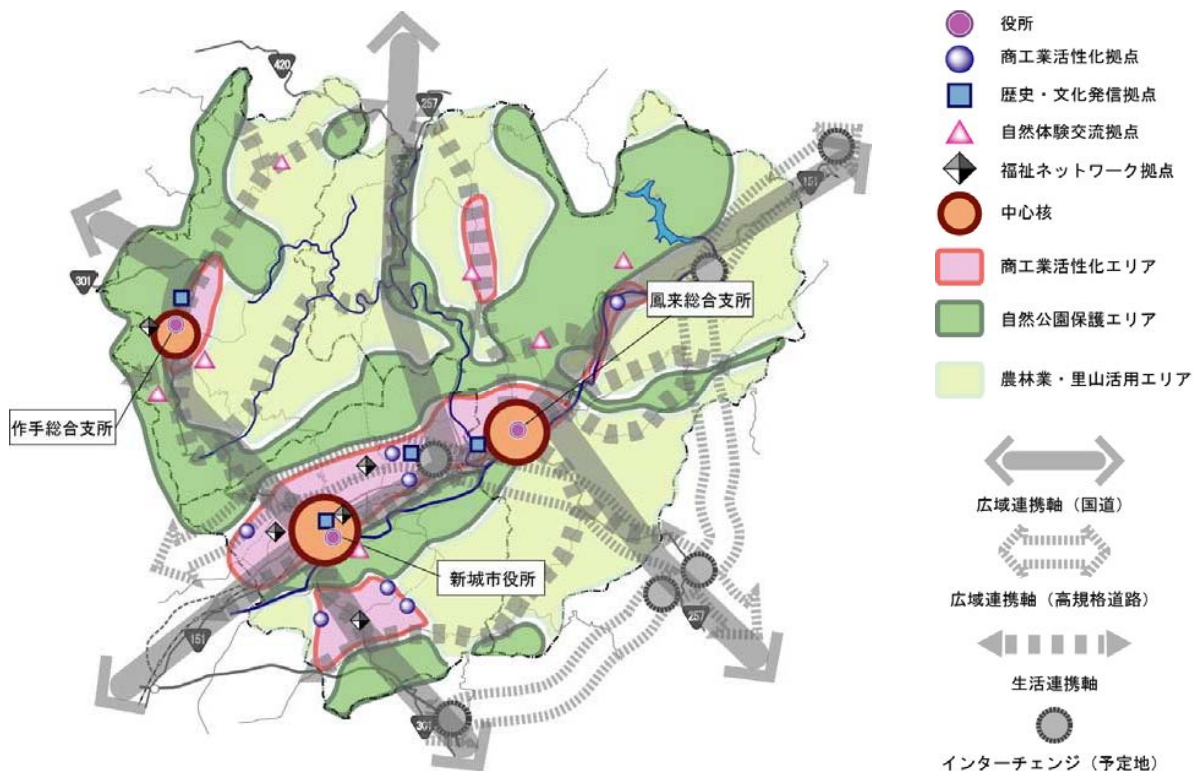 420
257
151
301
鳳来総合支所
作手総合支所
新城市役所
151
257
301
役所
商工業活性化拠点
歴史・文化発信拠点
自然体験交流拠点
福祉ネットワーク拠点
中心核
商工業活性化エリア
自然公園保護エリア
農林業・里山活用エリア
広域連携軸（国道）
広域連携軸（高規格道路）
生活連携軸
インターチェンジ（予定地）